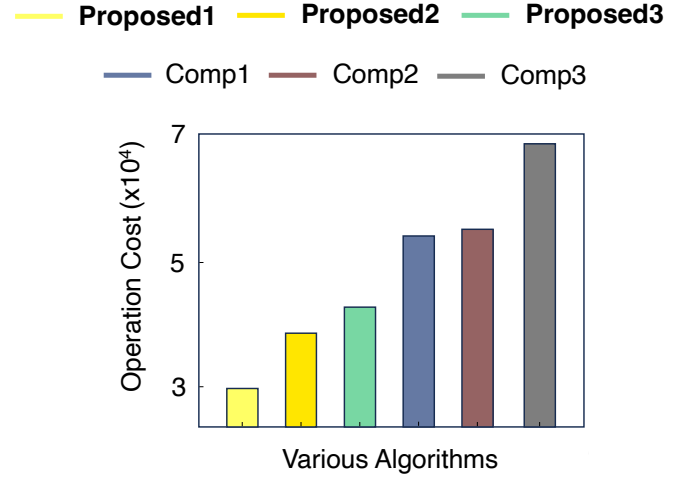 Proposed1 Proposed2 Proposed3
Comp1 Comp2 Comp3
7
5
3
Operation Cost (x10⁴)
Various Algorithms